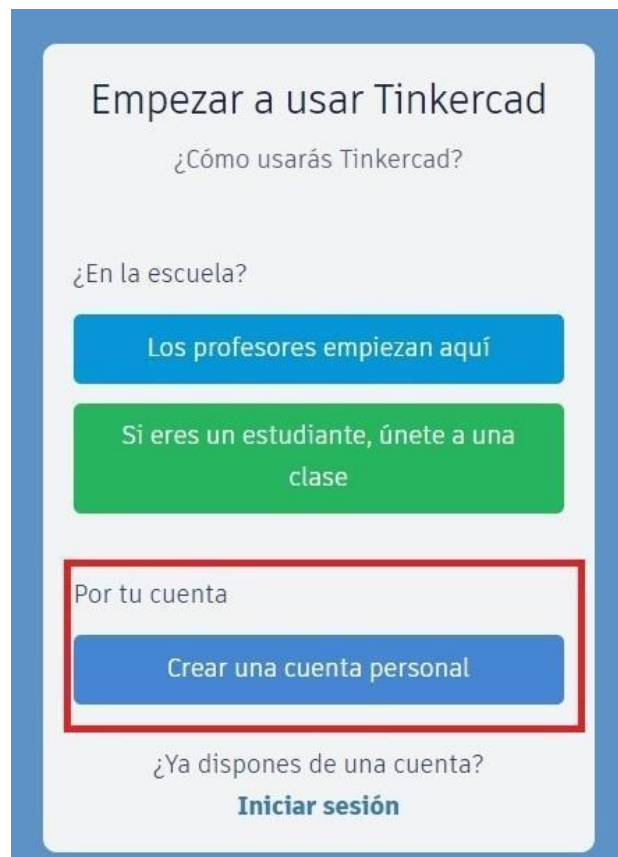 Empezar a usar Tinkercad
¿Cómo usarás Tinkercad?
¿En la escuela?
Los profesores empiezan aquí
Si eres un estudiante, únete a una
clase
Por tu cuenta
Crear una cuenta personal
¿Ya dispones de una cuenta?
Iniciar sesión